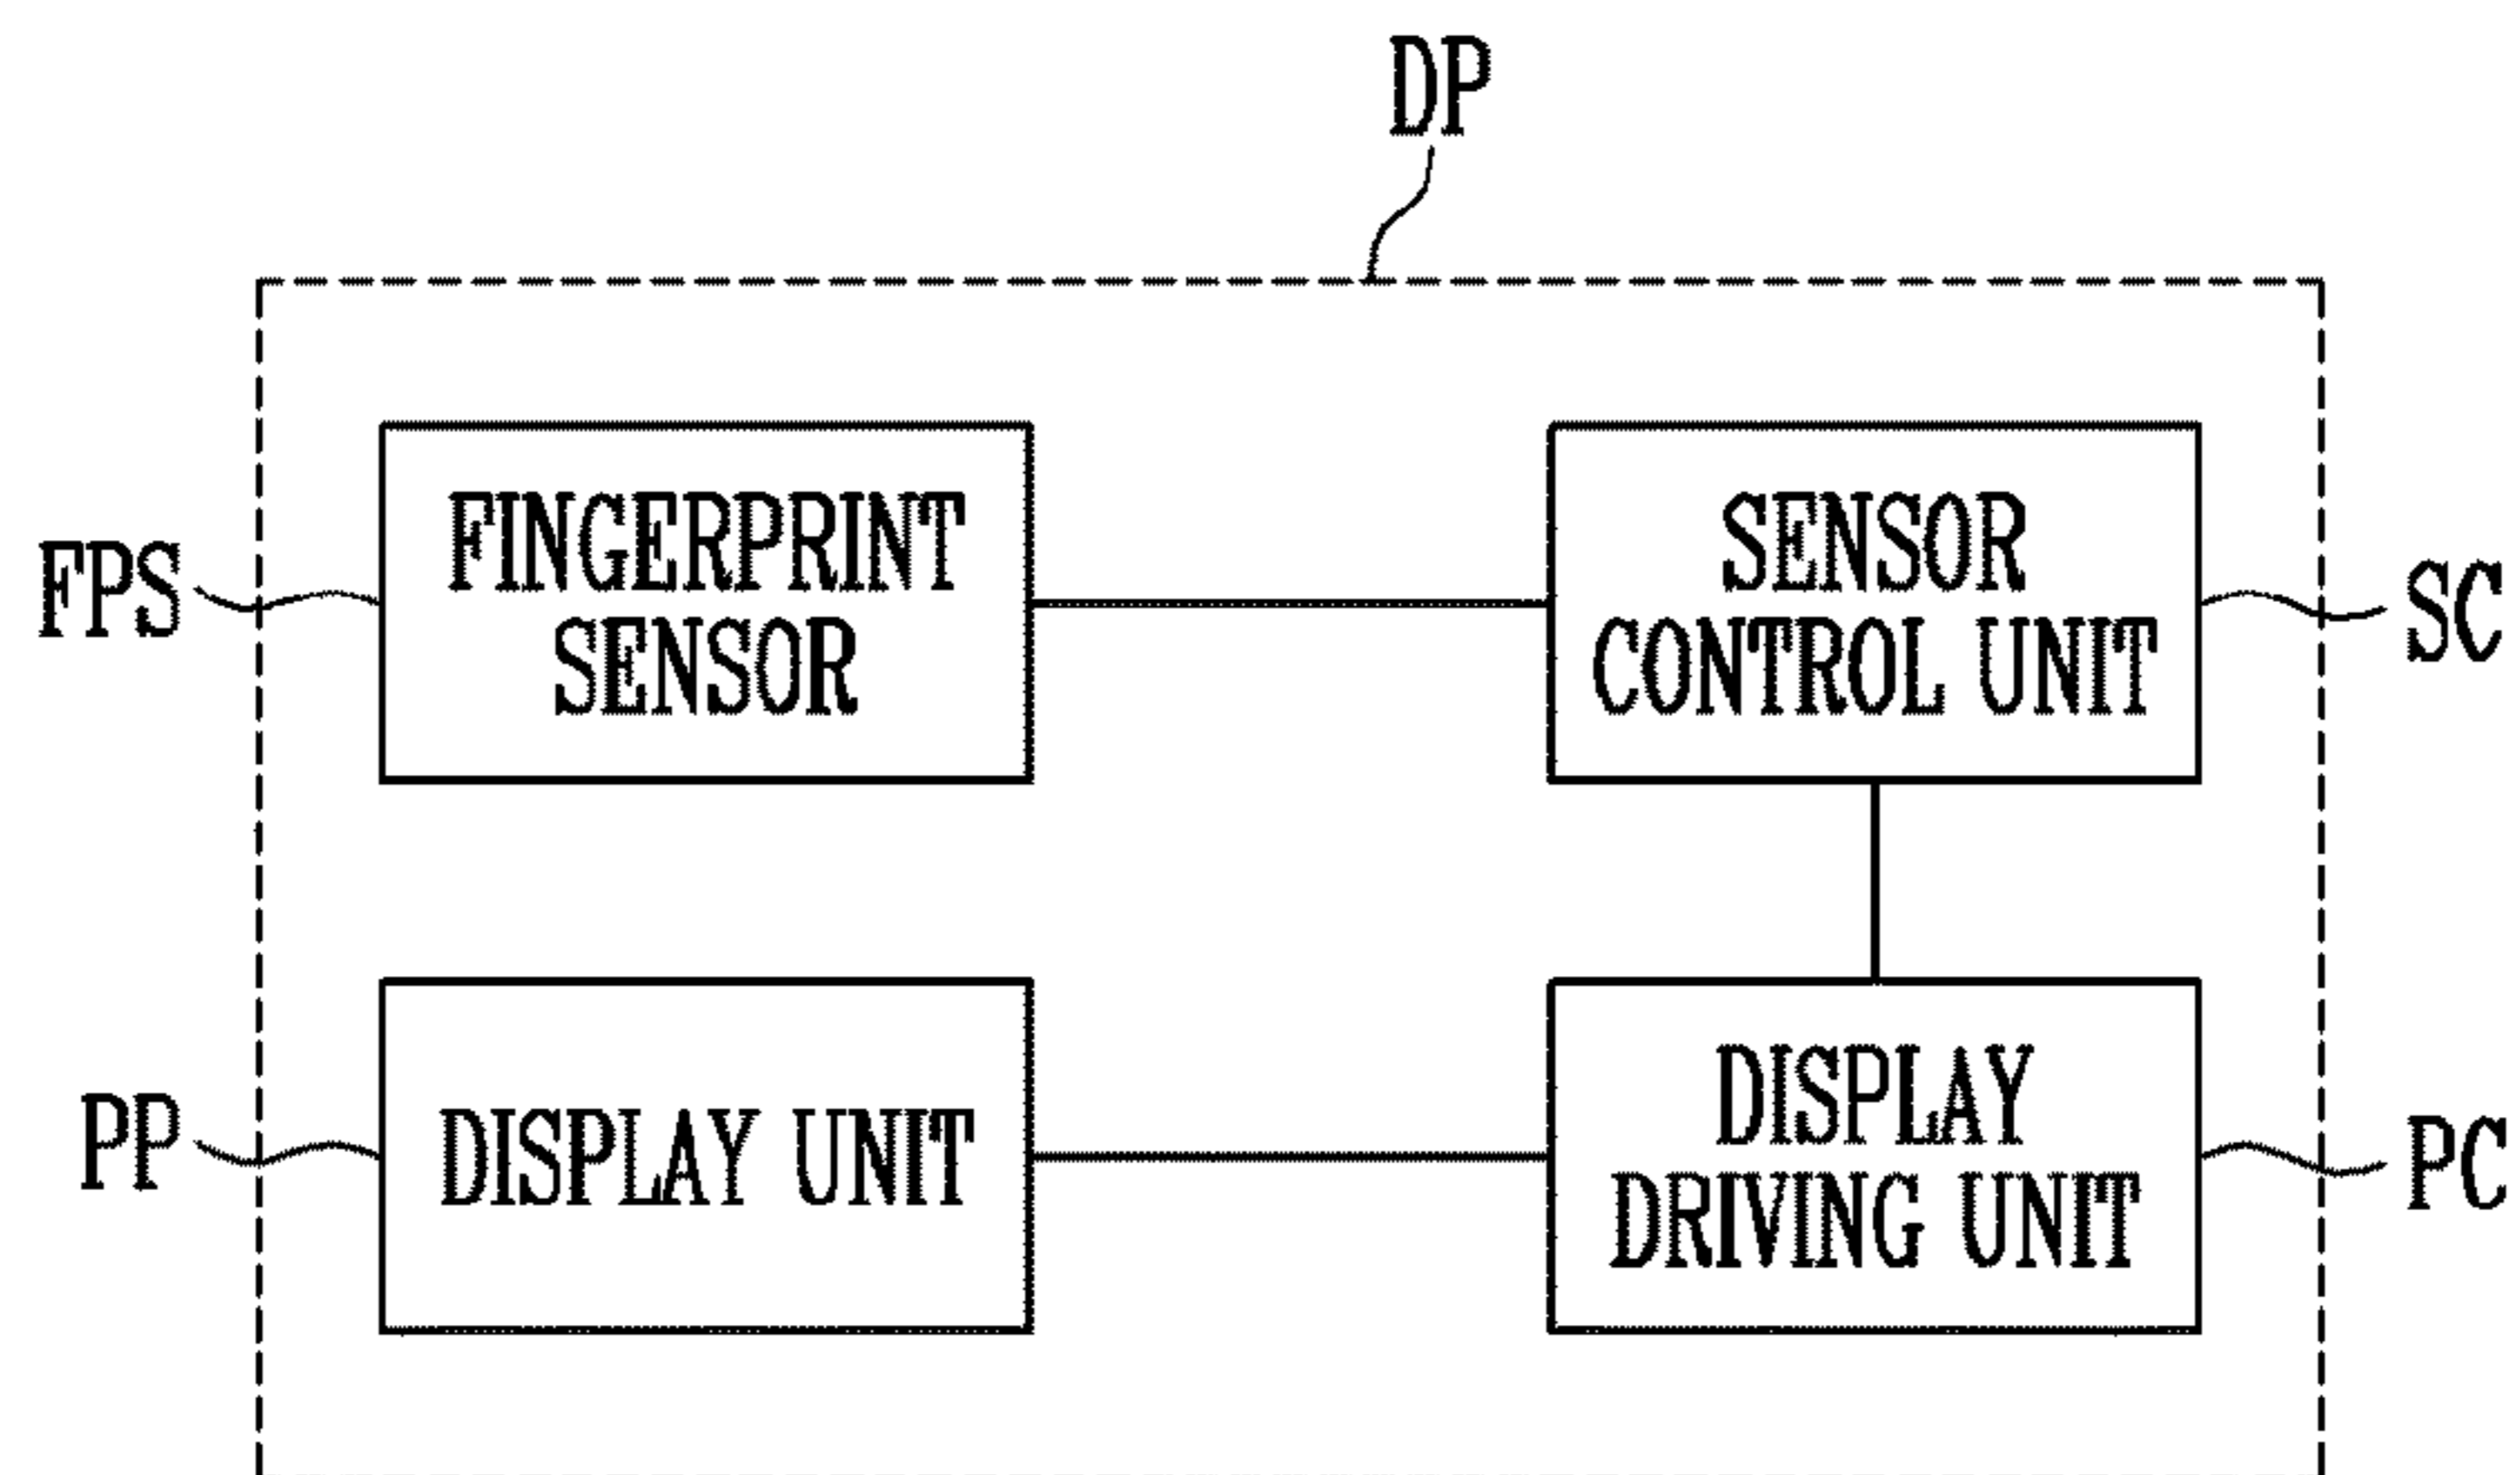 DP
FPS
FINGERPRINT
SENSOR
SENSOR
CONTROL UNIT
SC
PP
DISPLAY UNIT
DISPLAY
DRIVING UNIT
PC